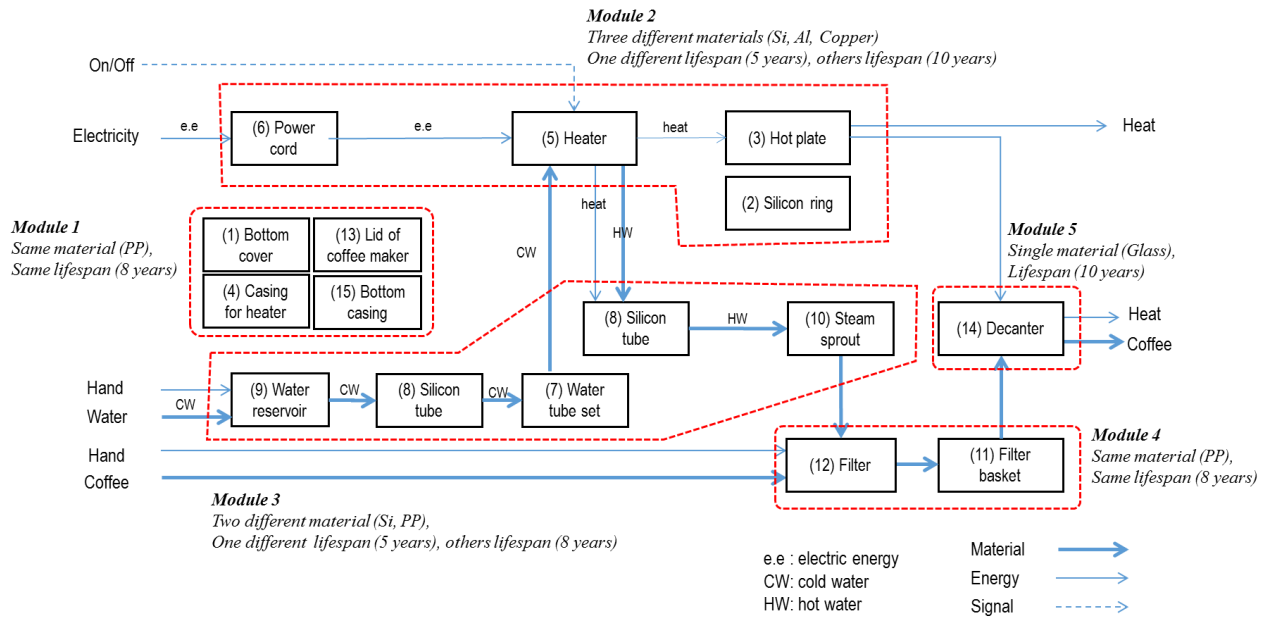 Module 2
Three different materials (Si, Al, Copper)
One different lifespan (5 years), others lifespan (10 years)
On/Off
Electricity
e.e
(6) Power
cord
e.e
(5) Heater
heat
(3) Hot plate
Heat
(2) Silicon ring
heat
HW
CW
Module 1
Same material (PP),
Same lifespan (8 years)
(1) Bottom
cover
(13) Lid of
coffee maker
(4) Casing
for heater
(15) Bottom
casing
Module 5
Single material (Glass),
Lifespan (10 years)
(8) Silicon
tube
HW
(10) Steam
sprout
(14) Decanter
Heat
Coffee
Hand
Water
CW
(9) Water
reservoir
CW
(8) Silicon
tube
CW
(7) Water
tube set
Hand
Coffee
(12) Filter
(11) Filter
basket
Module 4
Same material (PP),
Same lifespan (8 years)
Module 3
Two different material (Si, PP),
One different lifespan (5 years), others lifespan (8 years)
e.e : electric energy
CW: cold water
HW: hot water
Material
Energy
Signal